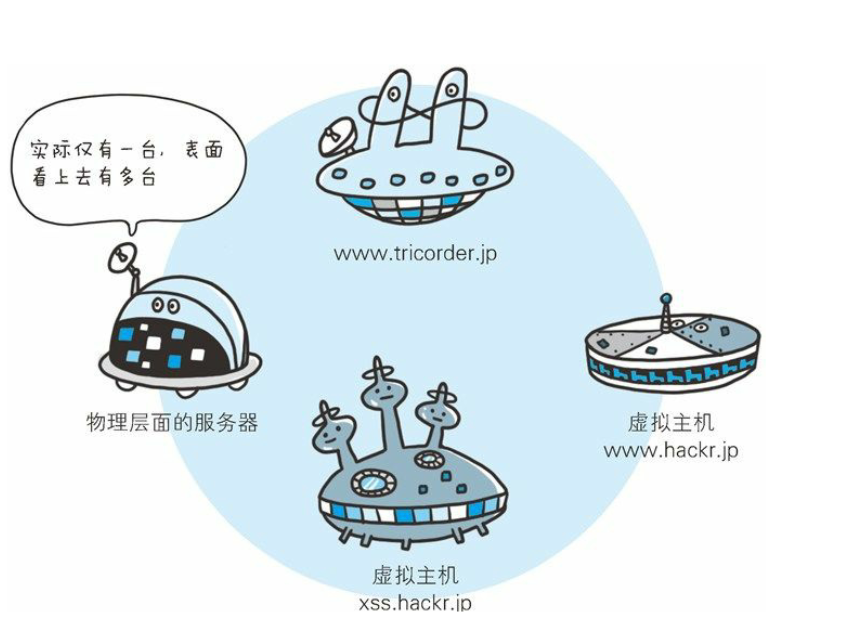 实际仅有一台，表面
看上去有多台
www.tricorder.jp
物理层面的服务器
虚拟主机
www.hackr.jp
虚拟主机
xss.hackr.jp